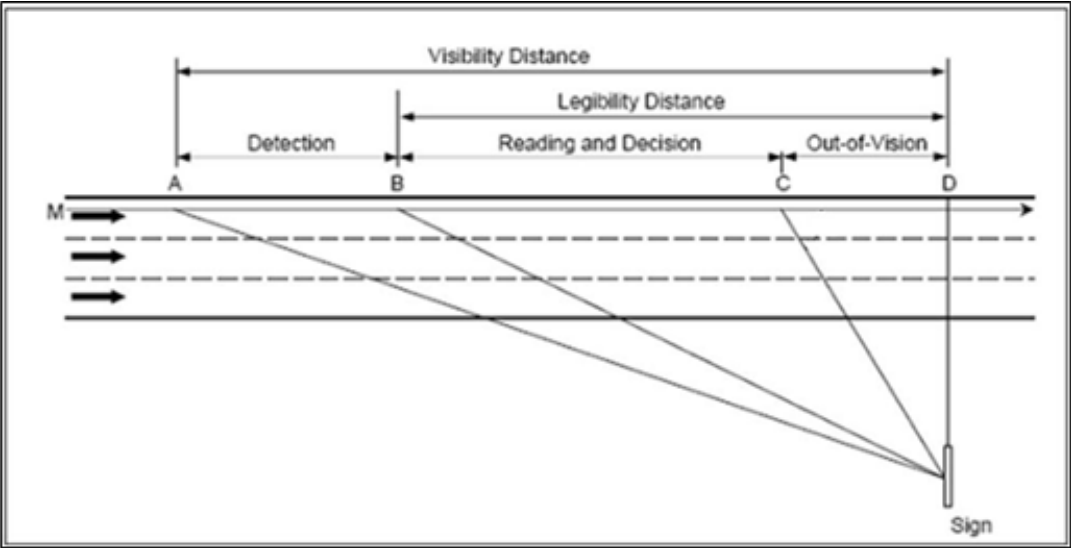 Visibility Distance
Legibility Distance
Detection
Reading and Decision
Out-of-Vision
A
B
C
D
M
Sign